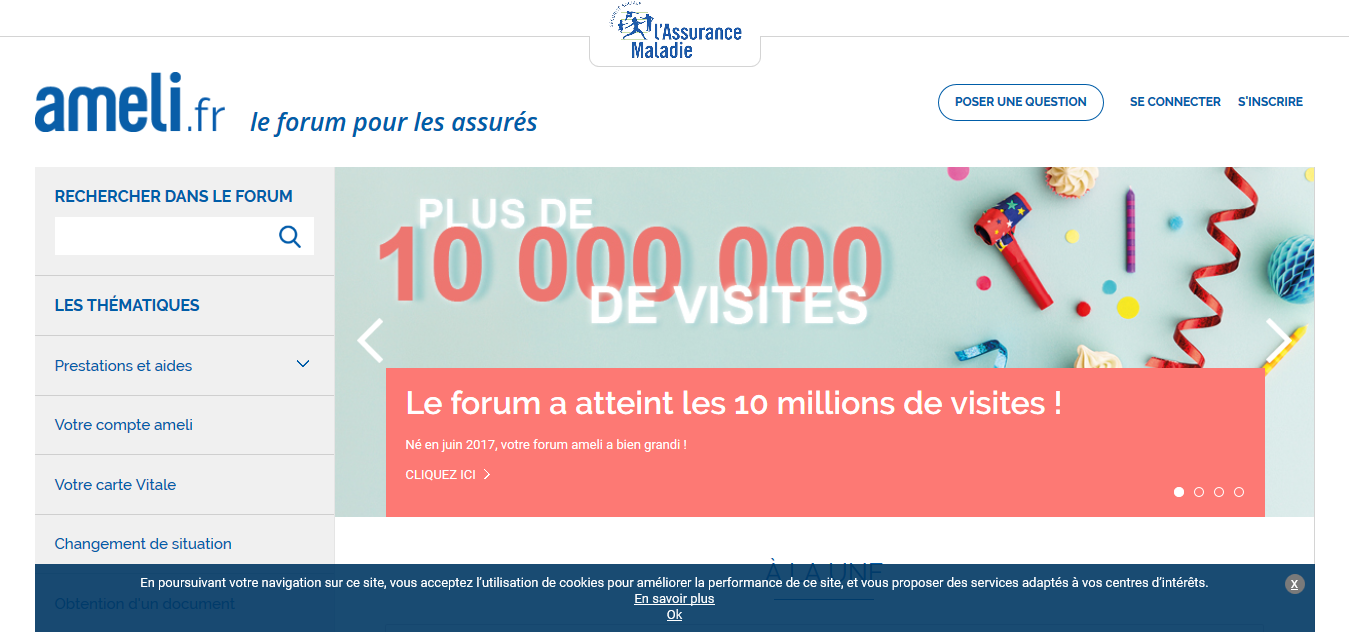 l'Assurance
Maladie
ameli.fr le forum pour les assurés
POSER UNE QUESTION
SE CONNECTER
S'INSCRIRE
RECHERCHER DANS LE FORUM
LES THÉMATIQUES
Prestations et aides
Votre compte ameli
Votre carte Vitale
Changement de situation
Obtention d'un document
PLUS DE
10 000 000
DE VISITES
Le forum a atteint les 10 millions de visites !
Né en juin 2017, votre forum ameli a bien grandi !
CLIQUEZ ICI
À LA UNE
En poursuivant votre navigation sur ce site, vous acceptez l'utilisation de cookies pour améliorer la performance de ce site, et vous proposer des services adaptés à vos centres d'intérêts.
En savoir plus
Ok
X